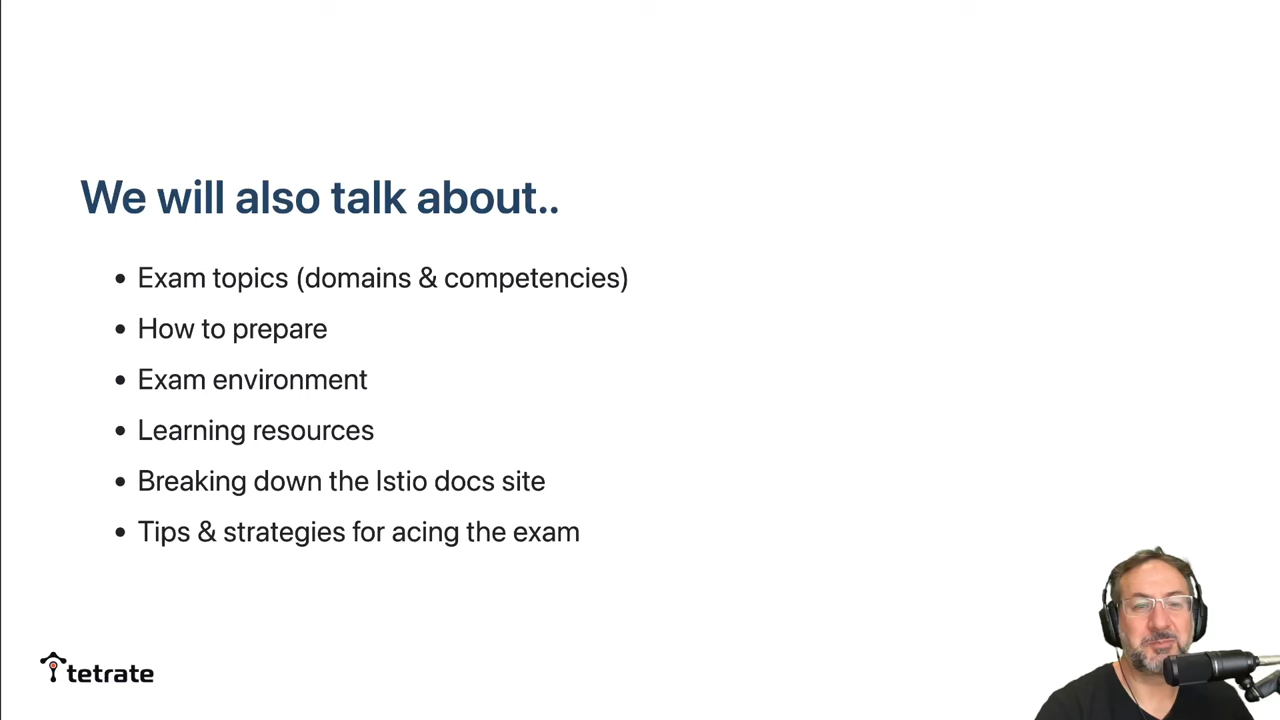 We will also talk about..
• Exam topics (domains & competencies)
• How to prepare
• Exam environment
• Learning resources
• Breaking down the Istio docs site
• Tips & strategies for acing the exam
tetrate